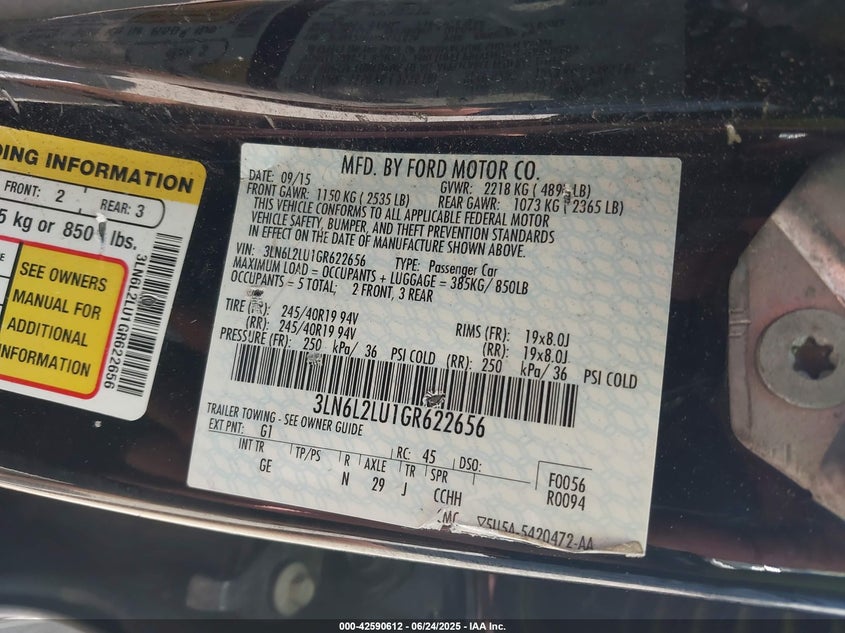 DING INFORMATION
FRONT: 2
REAR: 3
5 kg or 850 lbs.
SEE OWNERS
MANUAL FOR
ADDITIONAL
INFORMATION
3LN6L2LU1GR622656
MFD. BY FORD MOTOR CO.
DATE: 09/15 GVWR: 2218 KG ( 489 LB)
FRONT GAWR: 1150 KG ( 2535 LB) REAR GAWR: 1073 KG ( 2365 LB)
THIS VEHICLE CONFORMS TO ALL APPLICABLE FEDERAL MOTOR
VEHICLE SAFETY, BUMPER, AND THEFT PREVENTION STANDARDS
IN EFFECT ON THE DATE OF MANUFACTURE SHOWN ABOVE.
VIN: 3LN6L2LU1GR622656 TYPE: Passenger Car
MAXIMUM LOAD = OCCUPANTS + LUGGAGE = 385KG/ 850LB
OCCUPANTS = 5 TOTAL; 2 FRONT, 3 REAR
TIRE (FR): 245/40R19 94V RIMS (FR): 19x8.0J
(RR): 245/40R19 94V (RR): 19x8.0J
PRESSURE (FR): 250 kPa/ 36 PSI COLD (RR): 250 kPa/ 36 PSI COLD
3LN6L2LU1GR622656
TRAILER TOWING - SEE OWNER GUIDE
EXT PNT: G1 RC: 45 DSO: F0056
INT TR TP/PS R AXLE TR SPR R0094
GE N 29 J CCHH
5U5A-5420472-AA
000-42590612 - 06/24/2025 - IAA